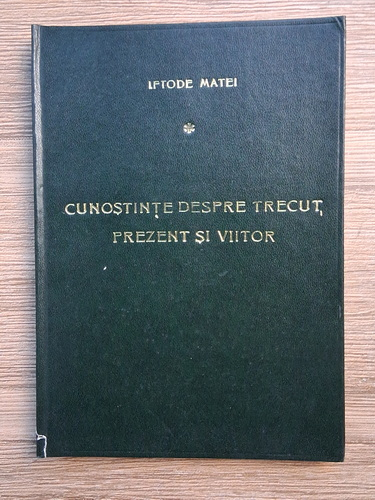 IFTODE MATEI
CUNOȘTINȚE DESPRE TRECUT,
PREZENT ȘI VIITOR